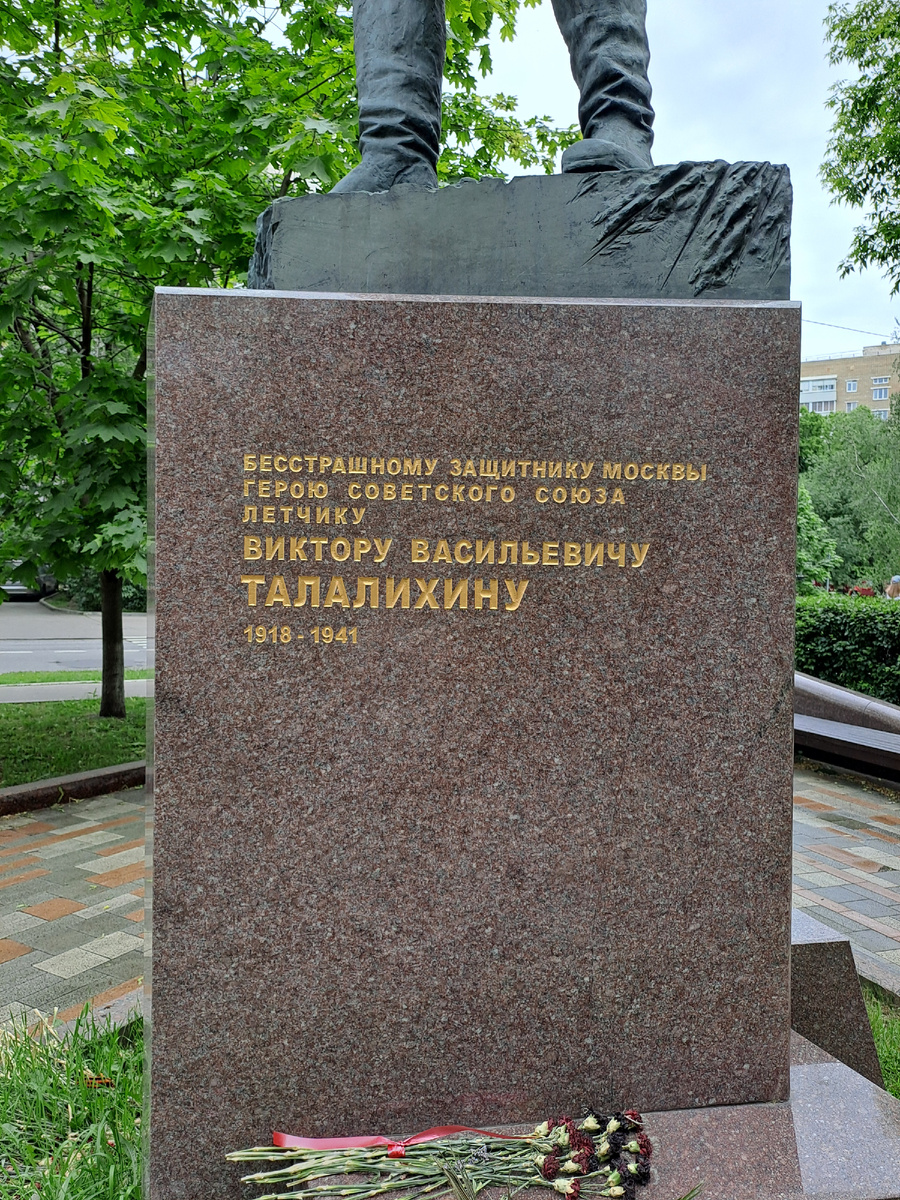 БЕССТРАШНОМУ ЗАЩИТНИКУ МОСКВЫ
ГЕРОЮ СОВЕТСКОГО СОЮЗА
ЛЕТЧИКУ
ВИКТОРУ ВАСИЛЬЕВИЧУ
ТАЛАЛИХИНУ
1918 - 1941